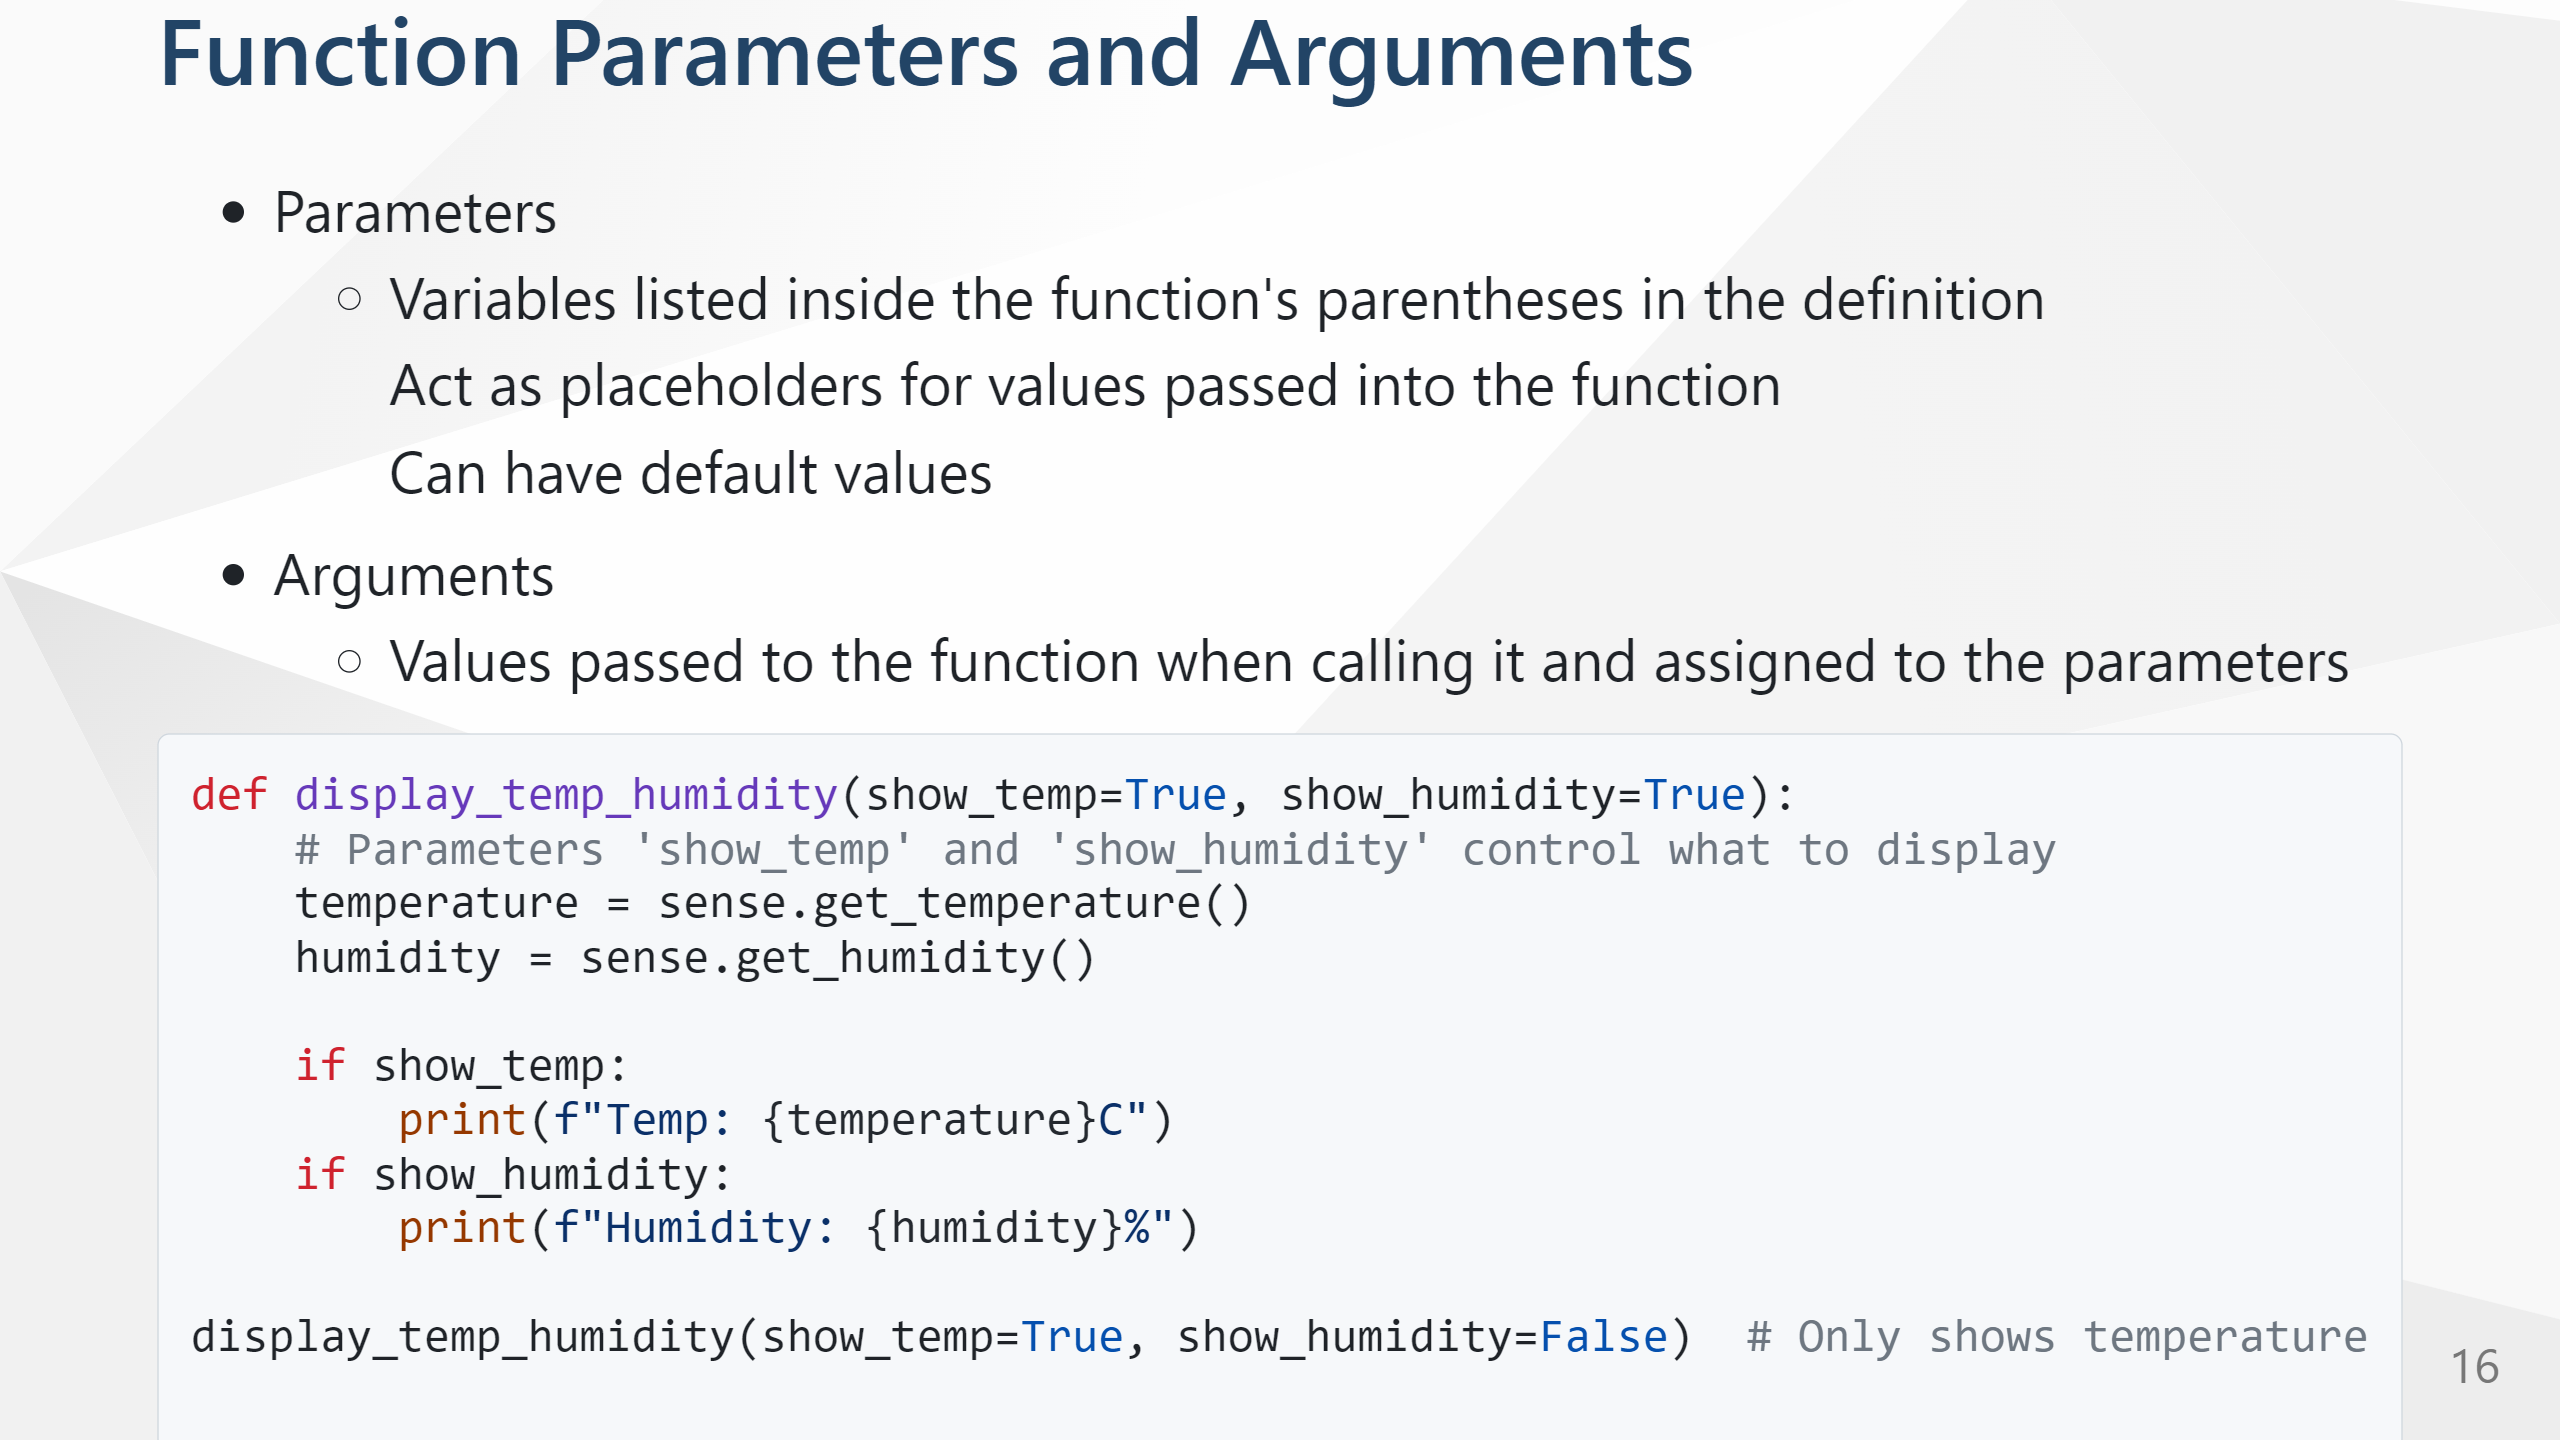 Function Parameters and Arguments
Parameters
Variables listed inside the function's parentheses in the definition
Act as placeholders for values passed into the function
Can have default values
Arguments
Values passed to the function when calling it and assigned to the parameters
def display_temp_humidity(show_temp=True, show_humidity=True):
    # Parameters 'show_temp' and 'show_humidity' control what to display
    temperature = sense.get_temperature()
    humidity = sense.get_humidity()
    if show_temp:
        print(f"Temp: {temperature}C")
    if show_humidity:
        print(f"Humidity: {humidity}%")
display_temp_humidity(show_temp=True, show_humidity=False)  # Only shows temperature
16